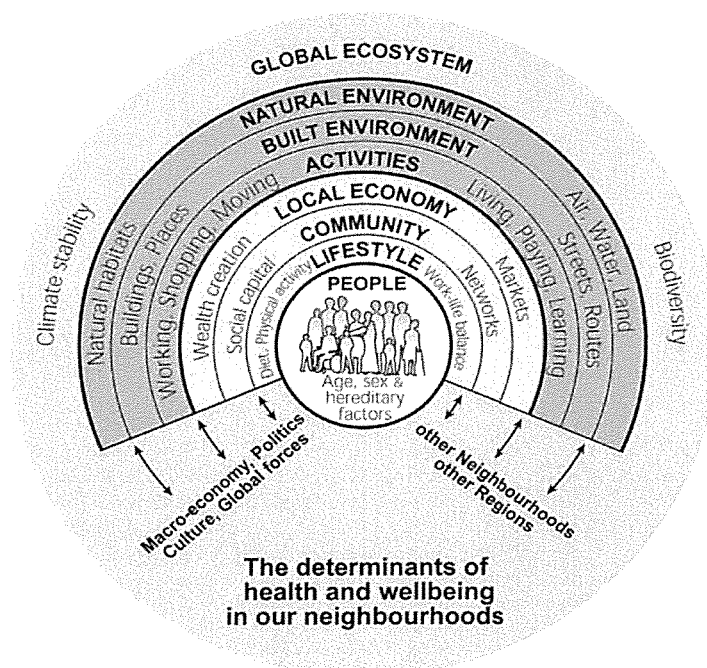 GLOBAL ECOSYSTEM
NATURAL ENVIRONMENT
BUILT ENVIRONMENT
ACTIVITIES
LOCAL ECONOMY
COMMUNITY
LIFESTYLE
PEOPLE
Age, sex &
hereditary
factors
Climate stability
Natural habitats
Buildings, Places
Working, Shopping, Moving
Wealth creation
Social capital
Diet, Physical activity
Work-life balance
Networks
Markets
Living, Playing, Learning
Streets, Routes
Air, Water, Land
Biodiversity
Macro-economy, Politics
Culture, Global forces
other Neighbourhoods
other Regions
The determinants of
health and wellbeing
in our neighbourhoods